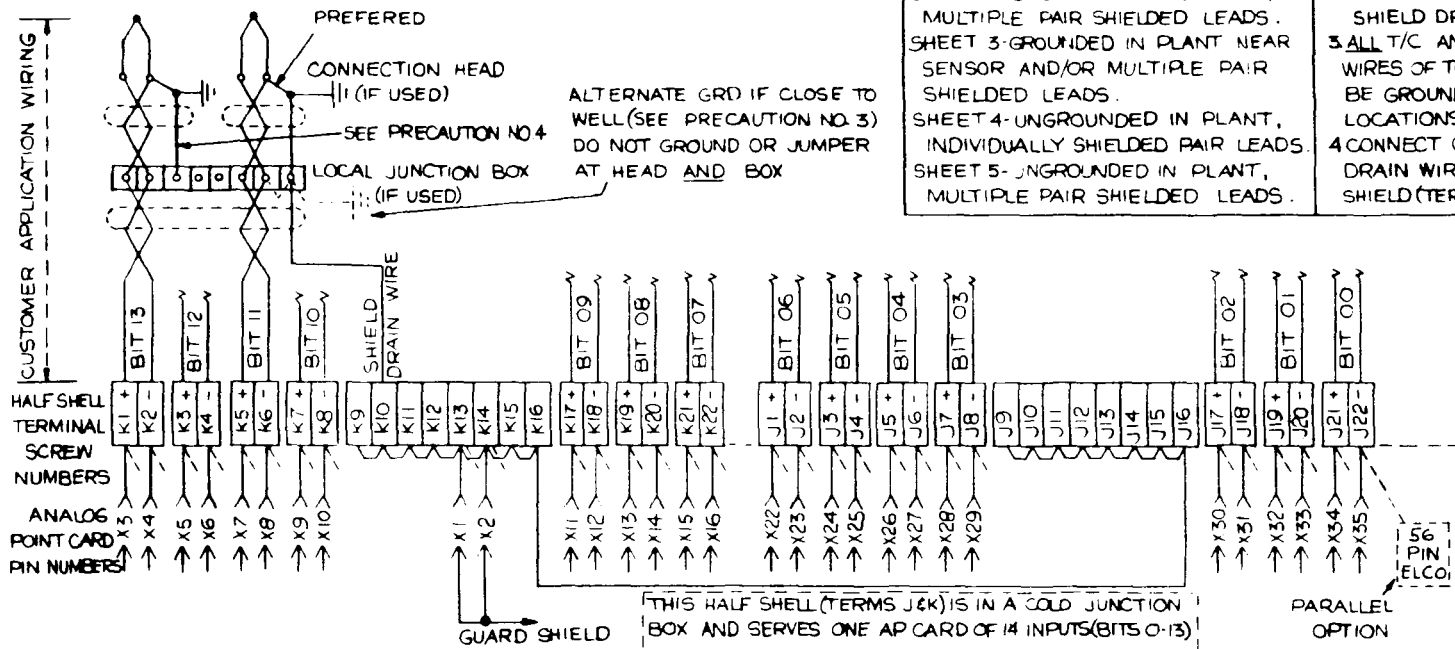 MULTIPLE PAIR SHIELDED LEADS.
SHEET 3-GROUNDED IN PLANT NEAR
SENSOR AND/OR MULTIPLE PAIR
SHIELDED LEADS.
SHEET 4-UNGROUNDED IN PLANT,
INDIVIDUALLY SHIELDED PAIR LEADS.
SHEET 5-UNGROUNDED IN PLANT,
MULTIPLE PAIR SHIELDED LEADS.
SHIELD
3.ALL T/C
WIRES OF
BE
LOCATIONS
4 CONNECT
DRAIN
SHIELD
PREFERED
CONNECTION HEAD
(IF USED)
SEE PRECAUTION NO 4
LOCAL JUNCTION BOX
(IF USED)
ALTERNATE GRD IF CLOSE TO
WELL (SEE PRECAUTION NO. 3)
DO NOT GROUND OR JUMPER
AT HEAD AND BOX
CUSTOMER APPLICATION WIRING
BIT 13
BIT 12
BIT 11
BIT 10
SHIELD
DRAIN WIRE
BIT 09
BIT 08
BIT 07
BIT 06
BIT 05
BIT 04
BIT 03
BIT 02
BIT 01
BIT 00
HALF SHELL
TERMINAL
SCREW
NUMBERS
K1 +
K2 -
K3 +
K4 -
K5 +
K6 -
K7 +
K8 -
K9
K10
K11
K12
K13
K14
K15
K16
K17 +
K18 -
K19 +
K20 -
K21 +
K22 -
J1 +
J2 -
J3 +
J4 -
J5 +
J6 -
J7 +
J8 -
J9
J10
J11
J12
J13
J14
J15
J16
J17 +
J18 -
J19 +
J20 -
J21 +
J22 -
ANALOG
POINT CARD
PIN NUMBERS
X3
X4
X5
X6
X7
X8
X9
X10
X1
X2
X11
X12
X13
X14
X15
X16
X22
X23
X24
X25
X26
X27
X28
X29
X30
X31
X32
X33
X34
X35
56
PIN
ELCO
GUARD SHIELD
THIS HALF SHELL (TERMS J&K) IS IN A COLD JUNCTION
BOX AND SERVES ONE AP CARD OF 14 INPUTS (BITS 0-13)
PARALLEL
OPTION